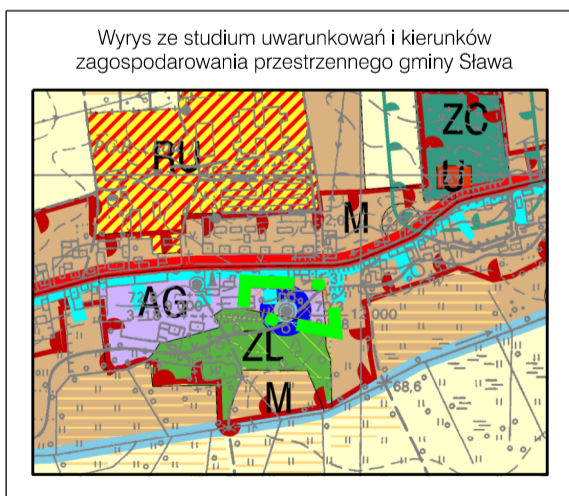 Wyrys ze studium uwarunkowań i kierunków
zagospodarowania przestrzennego gminy Sława
ZC
RU
U
M
AG
ZL
M
68,6